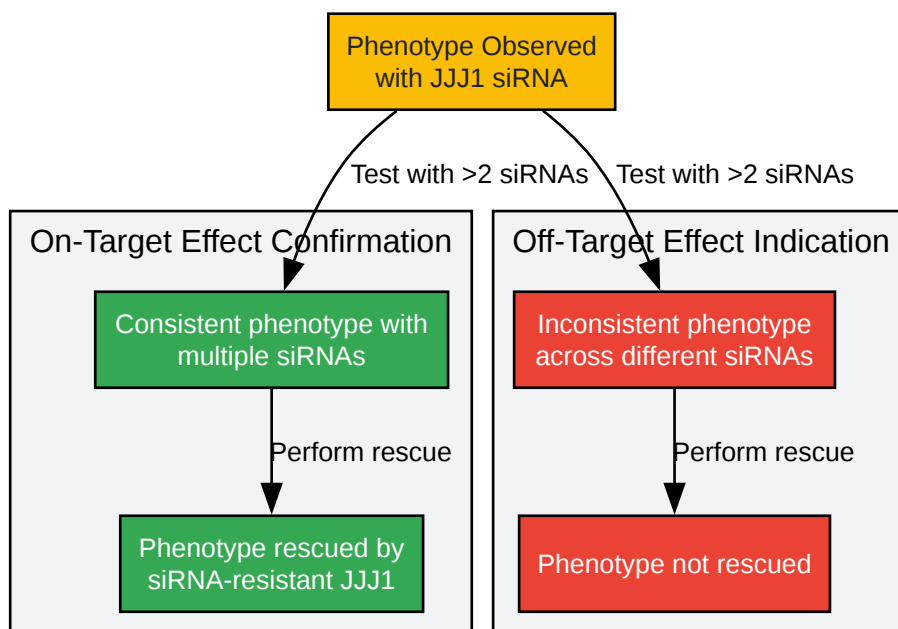 Phenotype Observed
with JJJ1 siRNA
Test with >2 siRNAs
Test with >2 siRNAs
On-Target Effect Confirmation
Off-Target Effect Indication
Consistent phenotype with
multiple siRNAs
Inconsistent phenotype
across different siRNAs
Perform rescue
Perform rescue
Phenotype rescued by
siRNA-resistant JJJ1
Phenotype not rescued